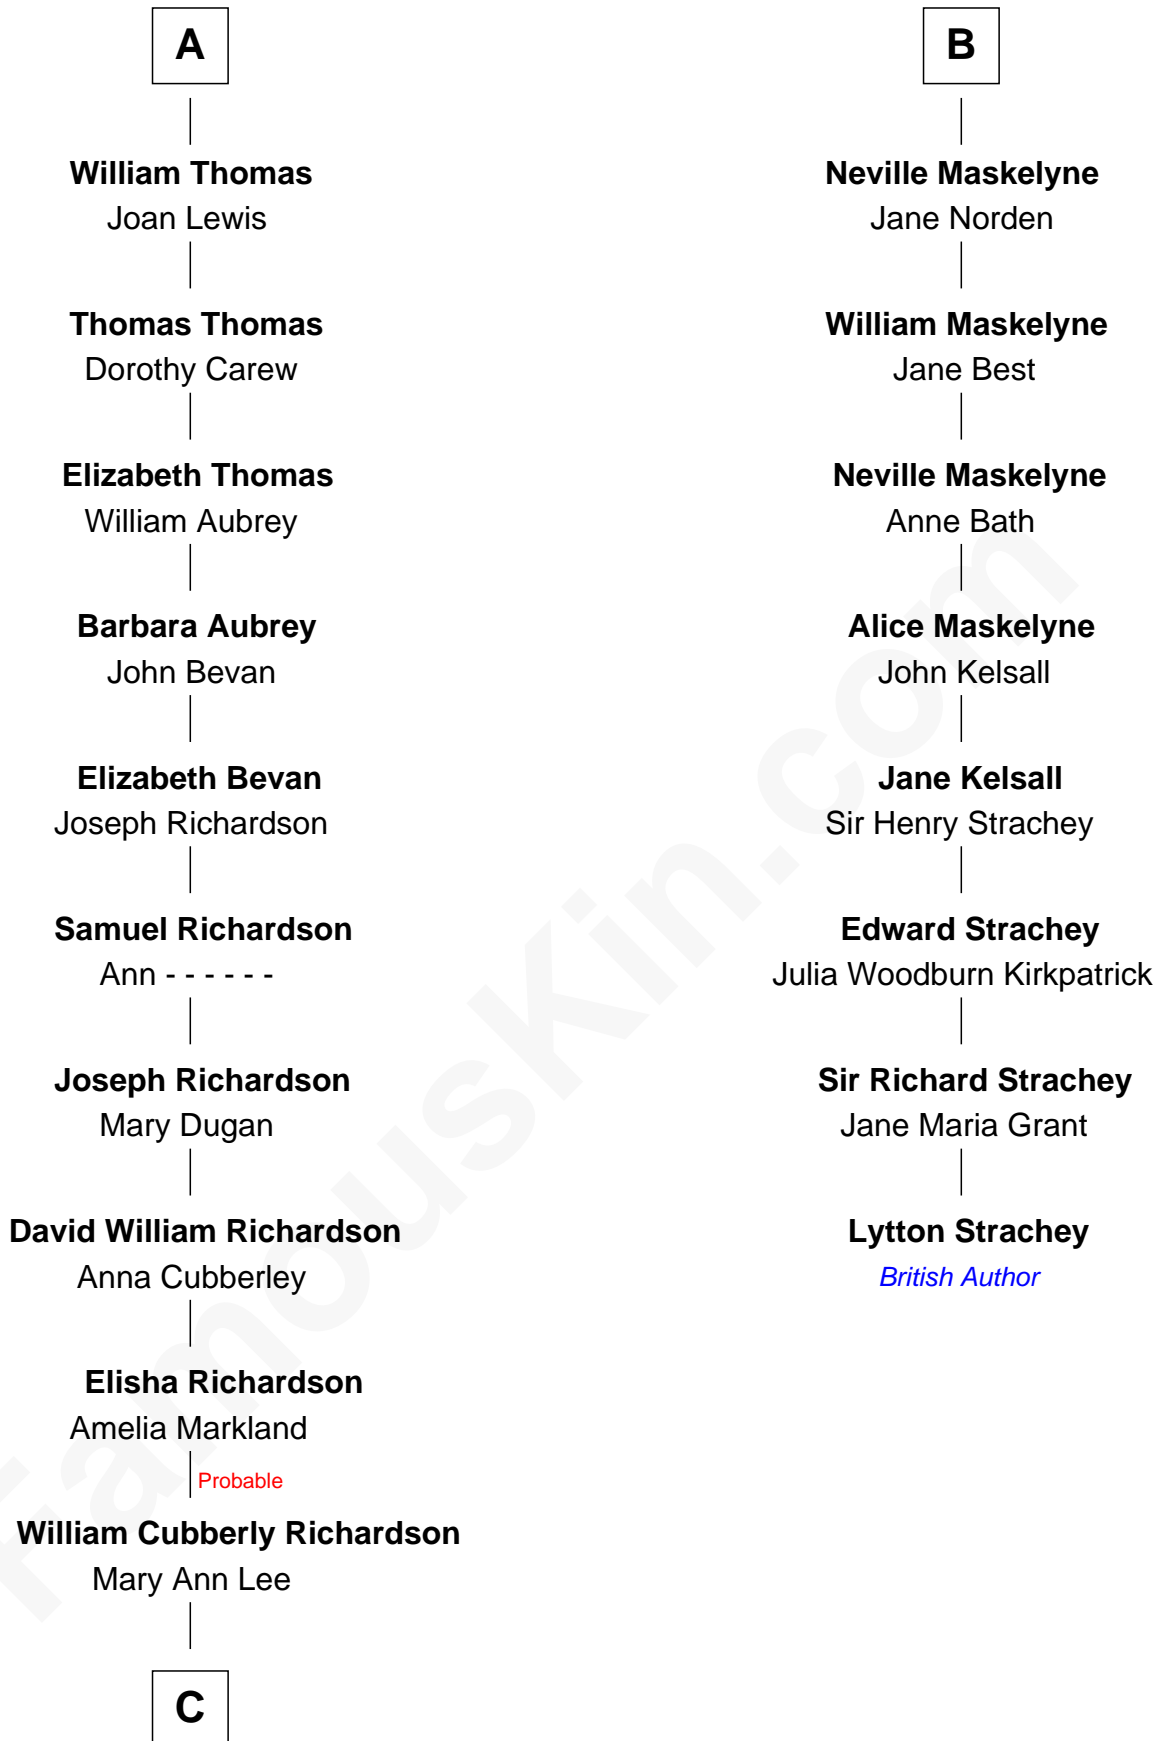 A
William Thomas
Joan Lewis
Thomas Thomas
Dorothy Carew
Elizabeth Thomas
William Aubrey
Barbara Aubrey
John Bevan
Elizabeth Bevan
Joseph Richardson
Samuel Richardson
Ann - - - - - -
Joseph Richardson
Mary Dugan
David William Richardson
Anna Cubberley
Elisha Richardson
Amelia Markland
Probable
William Cubberly Richardson
Mary Ann Lee
C
B
Neville Maskelyne
Jane Norden
William Maskelyne
Jane Best
Neville Maskelyne
Anne Bath
Alice Maskelyne
John Kelsall
Jane Kelsall
Sir Henry Strachey
Edward Strachey
Julia Woodburn Kirkpatrick
Sir Richard Strachey
Jane Maria Grant
Lytton Strachey
British Author
FamousKin.com